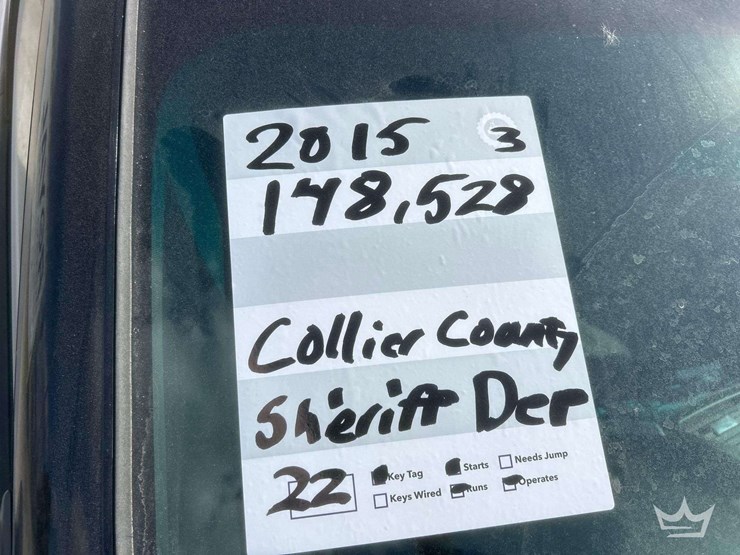 2015 3
148,528
Collier County
Sheriff Dep
22
Key Tag Starts Needs Jump
Keys Wired Runs Operates